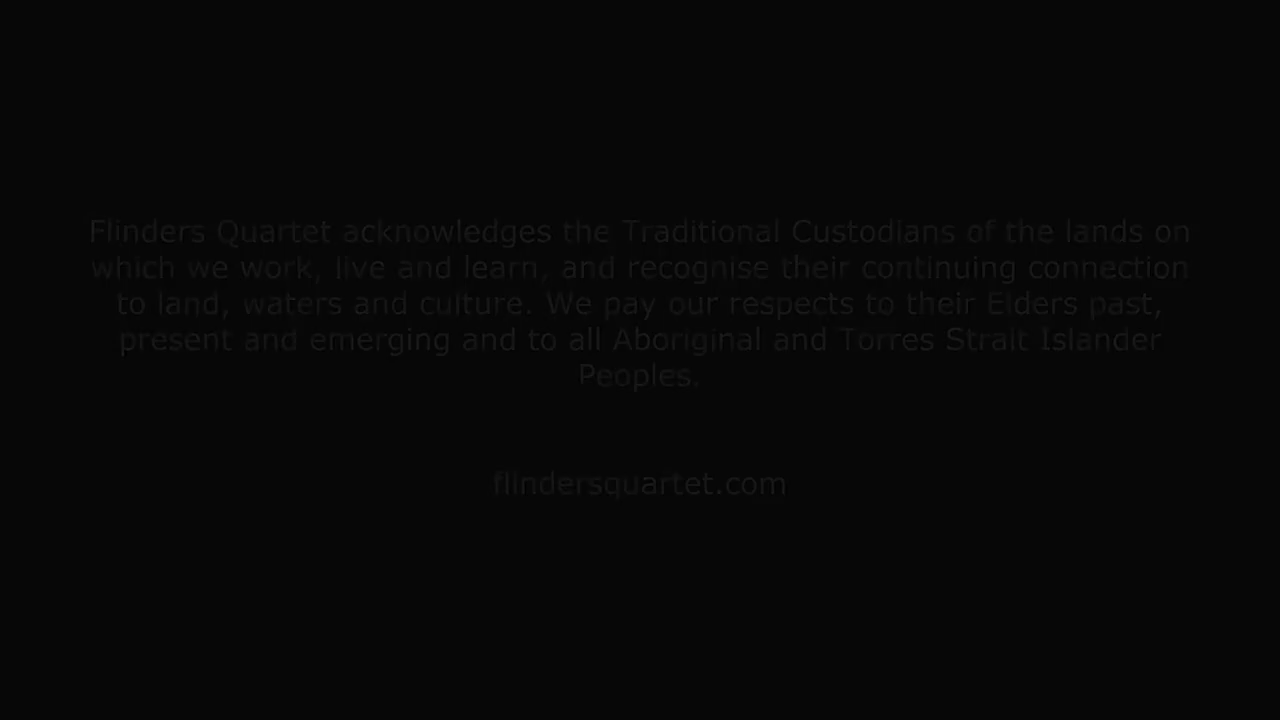 Flinders Quartet acknowledges the Traditional Custodians of the lands on
which we work, live and learn, and recognise their continuing connection
to land, waters and culture. We pay our respects to their Elders past,
present and emerging and to all Aboriginal and Torres Strait Islander
Peoples.
flindersquartet.com